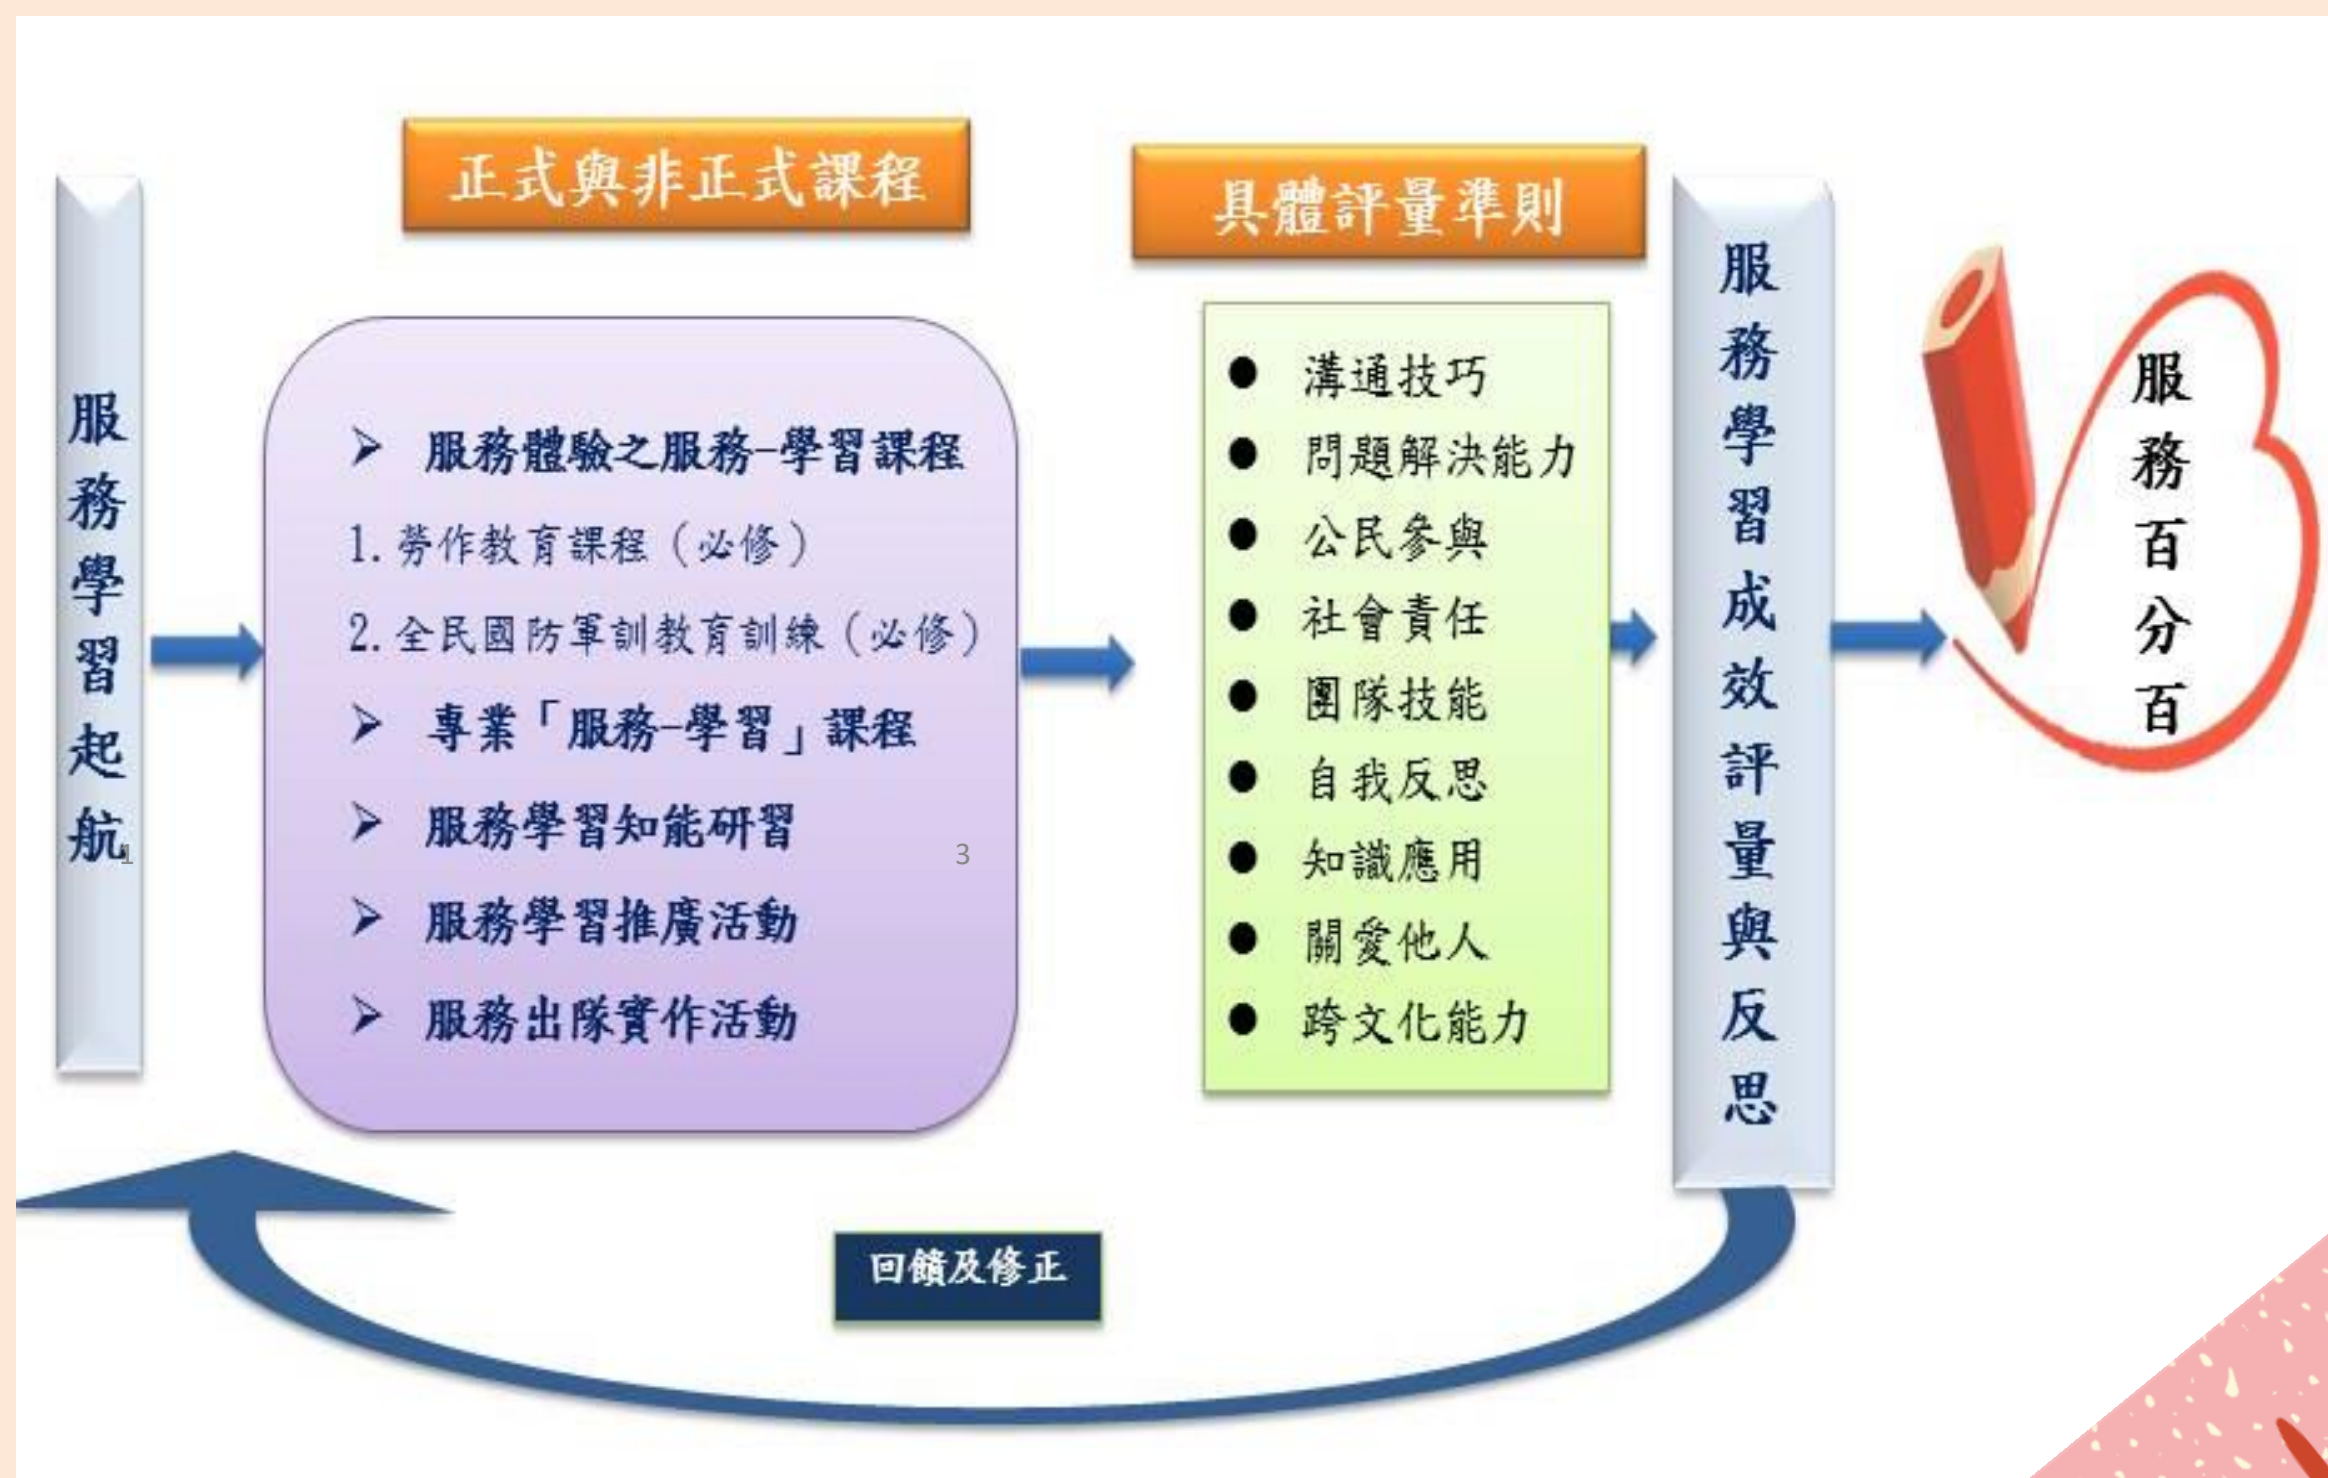 服務學習起航
正式與非正式課程
➢ 服務體驗之服務-學習課程
1.勞作教育課程（必修）
2.全民國防軍訓教育訓練（必修）
➢ 專業「服務-學習」課程
➢ 服務學習知能研習
➢ 服務學習推廣活動
➢ 服務出隊實作活動
1
3
具體評量準則
● 溝通技巧
● 問題解決能力
● 公民參與
● 社會責任
● 團隊技能
● 自我反思
● 知識應用
● 關愛他人
● 跨文化能力
服務學習成效評量與反思
服務百分百
回饋及修正